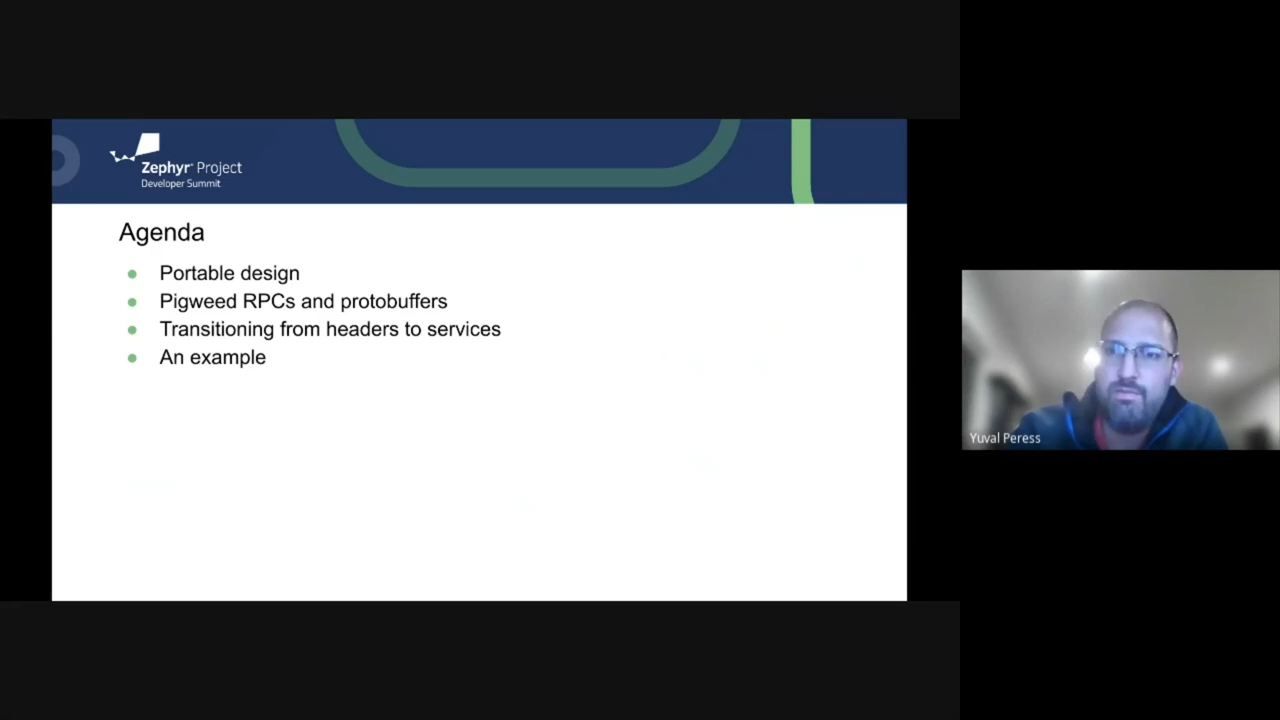 Zephyr® Project
Developer Summit
Agenda
● Portable design
● Pigweed RPCs and protobuffers
● Transitioning from headers to services
● An example
Yuval Peress